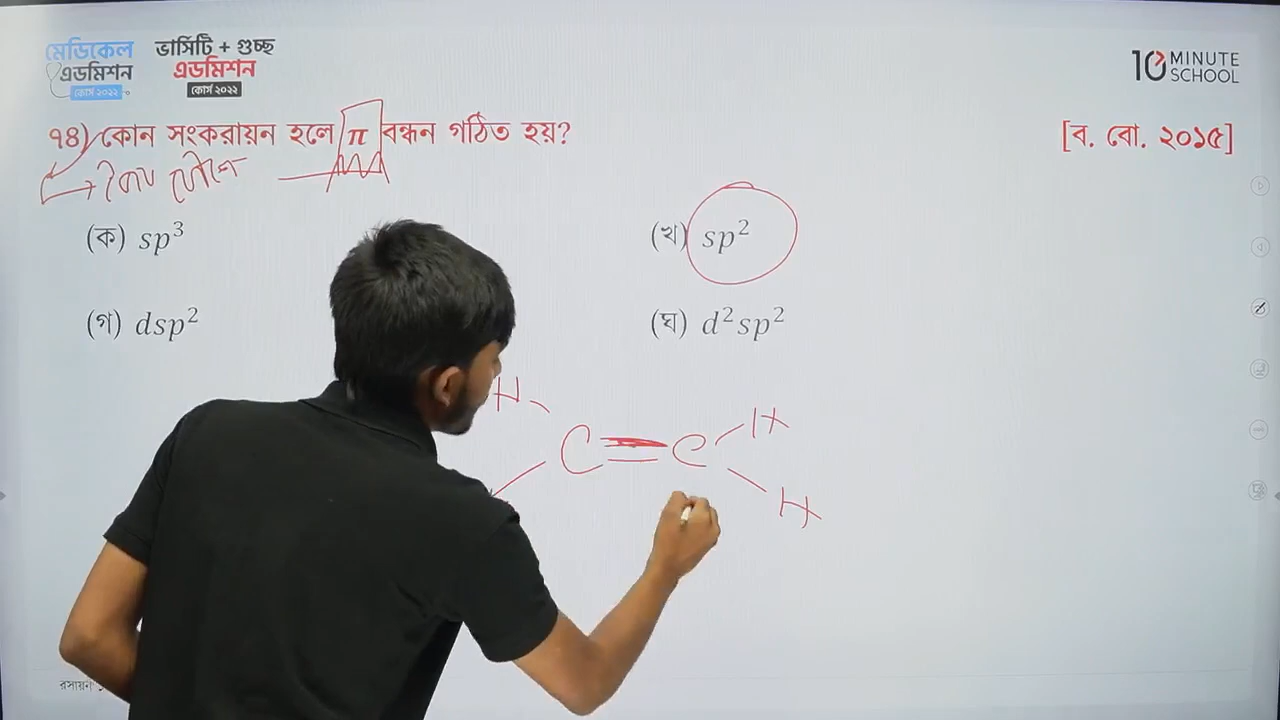 মেডিকেল
এডমিশন
কোর্স ২০২২
ভার্সিটি + গুচ্ছ
এডমিশন
কোর্স ২০২২
10 MINUTE
SCHOOL
৭৪) কোন সংকরায়ন হলে π বন্ধন গঠিত হয়?
[ব. বো. ২০১৫]
(ক) sp³
(খ) sp²
(গ) dsp²
(ঘ) d²sp²
H
C = C
H
H
রসায়ন